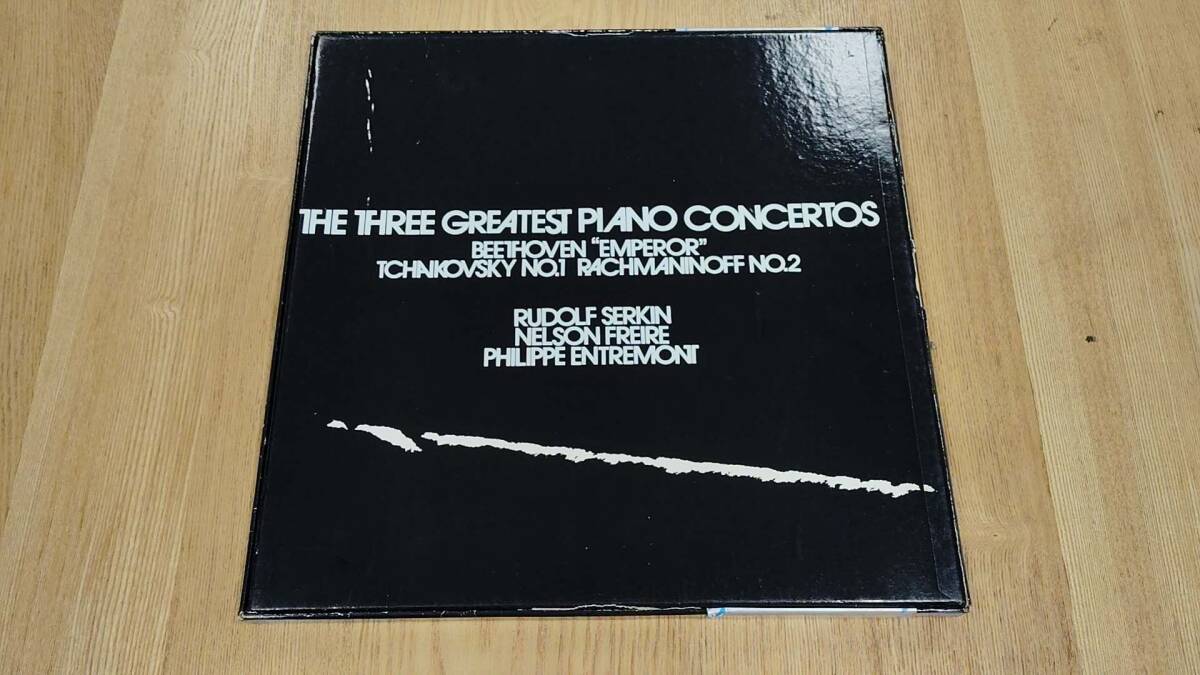 THE THREE GREATEST PIANO CONCERTOS
BEETHOVEN “EMPEROR”
TCHAIKOVSKY NO.1 RACHMANINOFF NO.2
RUDOLF SERKIN
NELSON FREIRE
PHILIPPE ENTREMONT